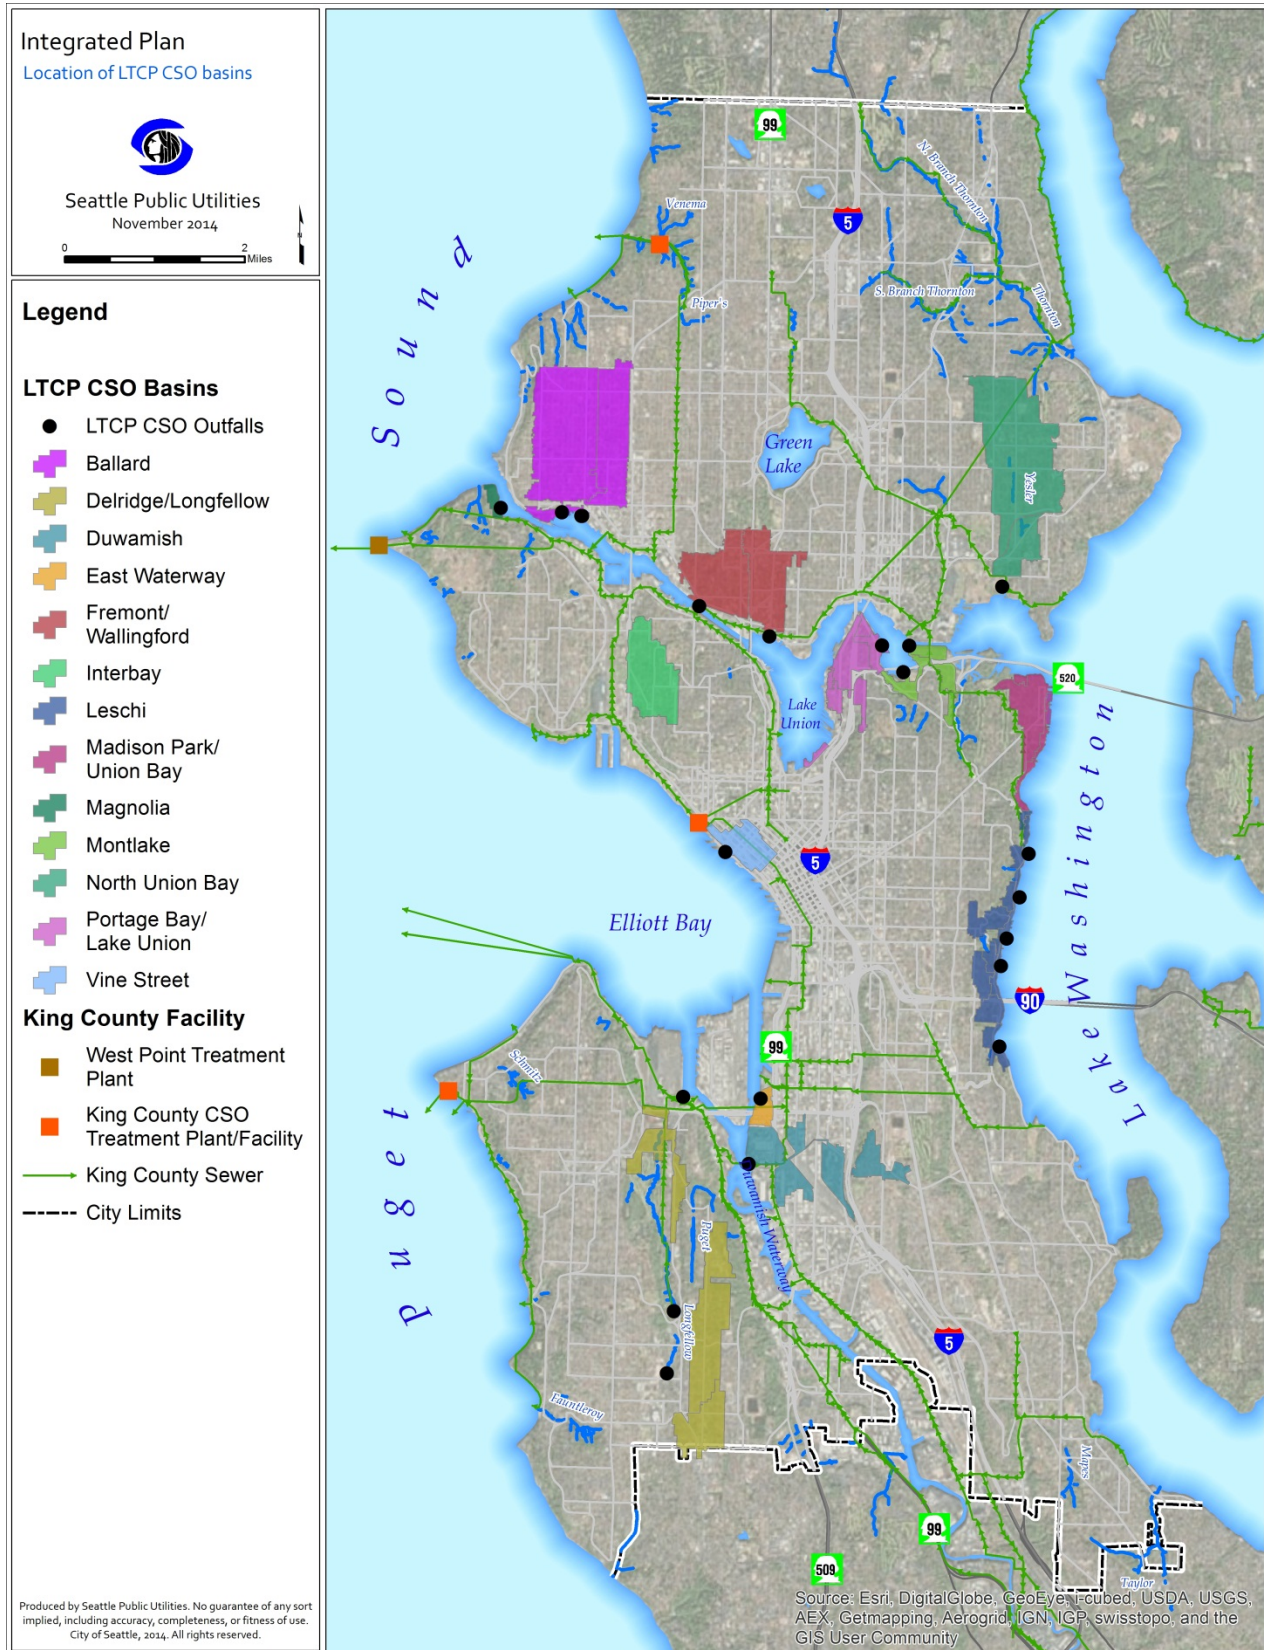 Integrated Plan
Location of LTCP CSO basins
Seattle Public Utilities
November 2014
N
0 2
Miles
Legend
LTCP CSO Basins
LTCP CSO Outfalls
Ballard
Delridge/Longfellow
Duwamish
East Waterway
Fremont/
Wallingford
Interbay
Leschi
Madison Park/
Union Bay
Magnolia
Montlake
North Union Bay
Portage Bay/
Lake Union
Vine Street
King County Facility
West Point Treatment
Plant
King County CSO
Treatment Plant/Facility
King County Sewer
City Limits
Produced by Seattle Public Utilities. No guarantee of any sort
implied, including accuracy, completeness, or fitness of use.
City of Seattle, 2014. All rights reserved.
99
N. Branch Thornton
Venema
5
S. Branch Thornton
Piper's
Thornton
Puget Sound
Green
Lake
Yesler
520
Lake
Union
Lake Washington
5
Elliott Bay
90
99
Schmitz
Duwamish Waterway
Puget
Longfellow
5
Fauntleroy
Mapes
99
509
Taylor
Source: Esri, DigitalGlobe, GeoEye, i-cubed, USDA, USGS,
AEX, Getmapping, Aerogrid, IGN, IGP, swisstopo, and the
GIS User Community